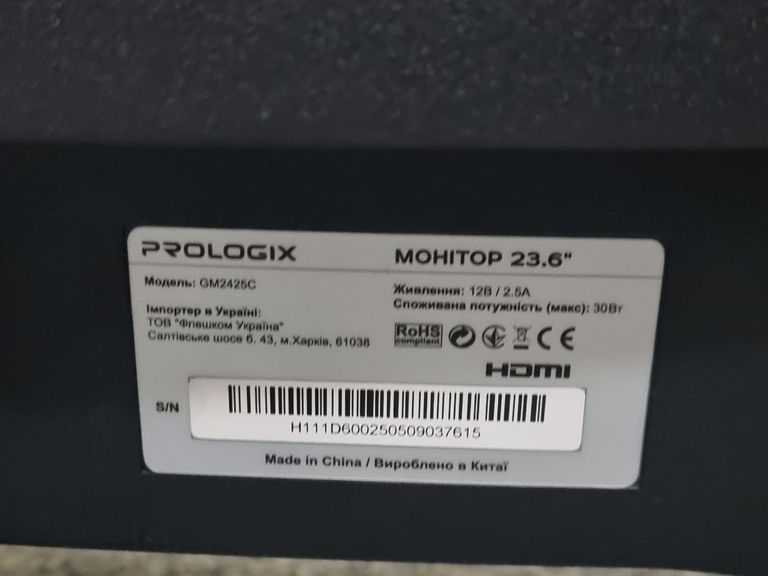 PROLOGIX
МОНІТОР 23.6"
Модель: GM2425C
Живлення: 12В / 2.5А
Споживана потужність (макс): 30Вт
Імпортер в Україні:
ТОВ "Флешком Україна"
Салтівське шосе б. 43, м.Харків, 61038
RoHS
compliant
CE
HDMI
S/N
H111D600250509037615
Made in China / Вироблено в Китаї